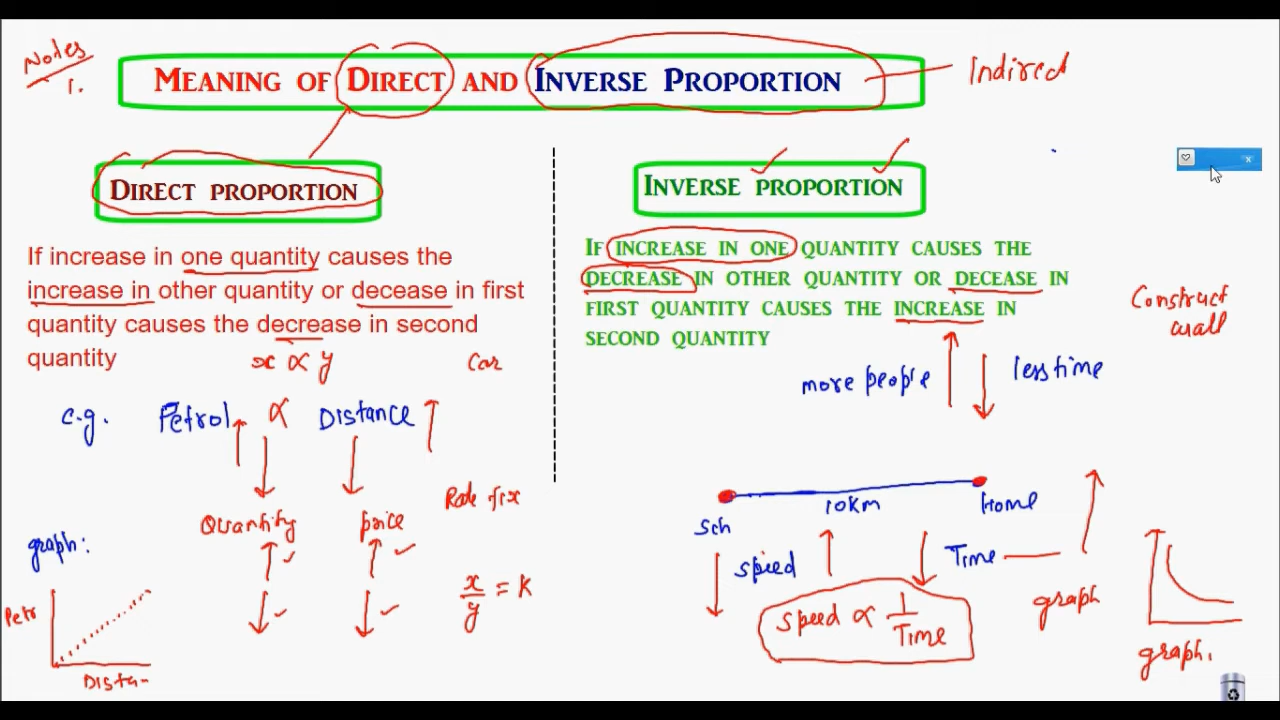 Notes
1.
MEANING OF DIRECT AND INVERSE PROPORTION
Indirect
DIRECT PROPORTION
If increase in one quantity causes the
increase in other quantity or decease in first
quantity causes the decrease in second
quantity
x ∝ y
Car
e.g. Petrol ∝ Distance
Rate fix
Quantity price
graph:
x/y = K
Petr
Dista
INVERSE PROPORTION
IF INCREASE IN ONE QUANTITY CAUSES THE
DECREASE IN OTHER QUANTITY OR DECEASE IN
FIRST QUANTITY CAUSES THE INCREASE IN
SECOND QUANTITY
Construct
wall
more people less time
Sch 10Km Home
speed Time
graph
speed ∝ 1/Time
graph.